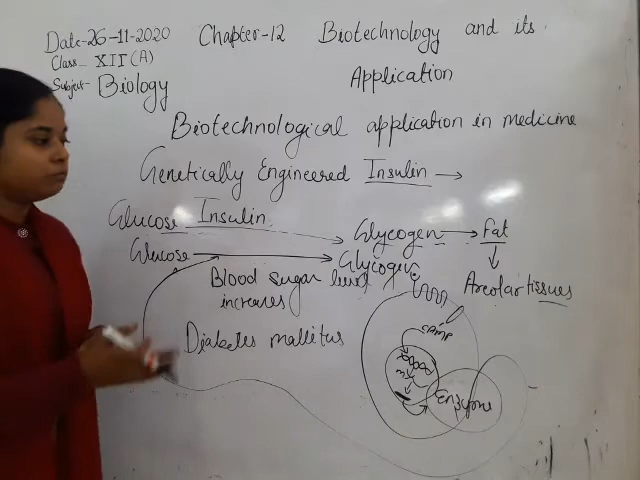 Date-26-11-2020
Class- XII (A)
Subject- Biology
Chapter-12 Biotechnology and its
Application
Biotechnological application in medicine
Genetically Engineered Insulin →
Glucose Insulin Glycogen → Fat
Glucose → Glycogen
Blood sugar level
increases
Areolar tissues
Diabetes mallitus
Enzyme